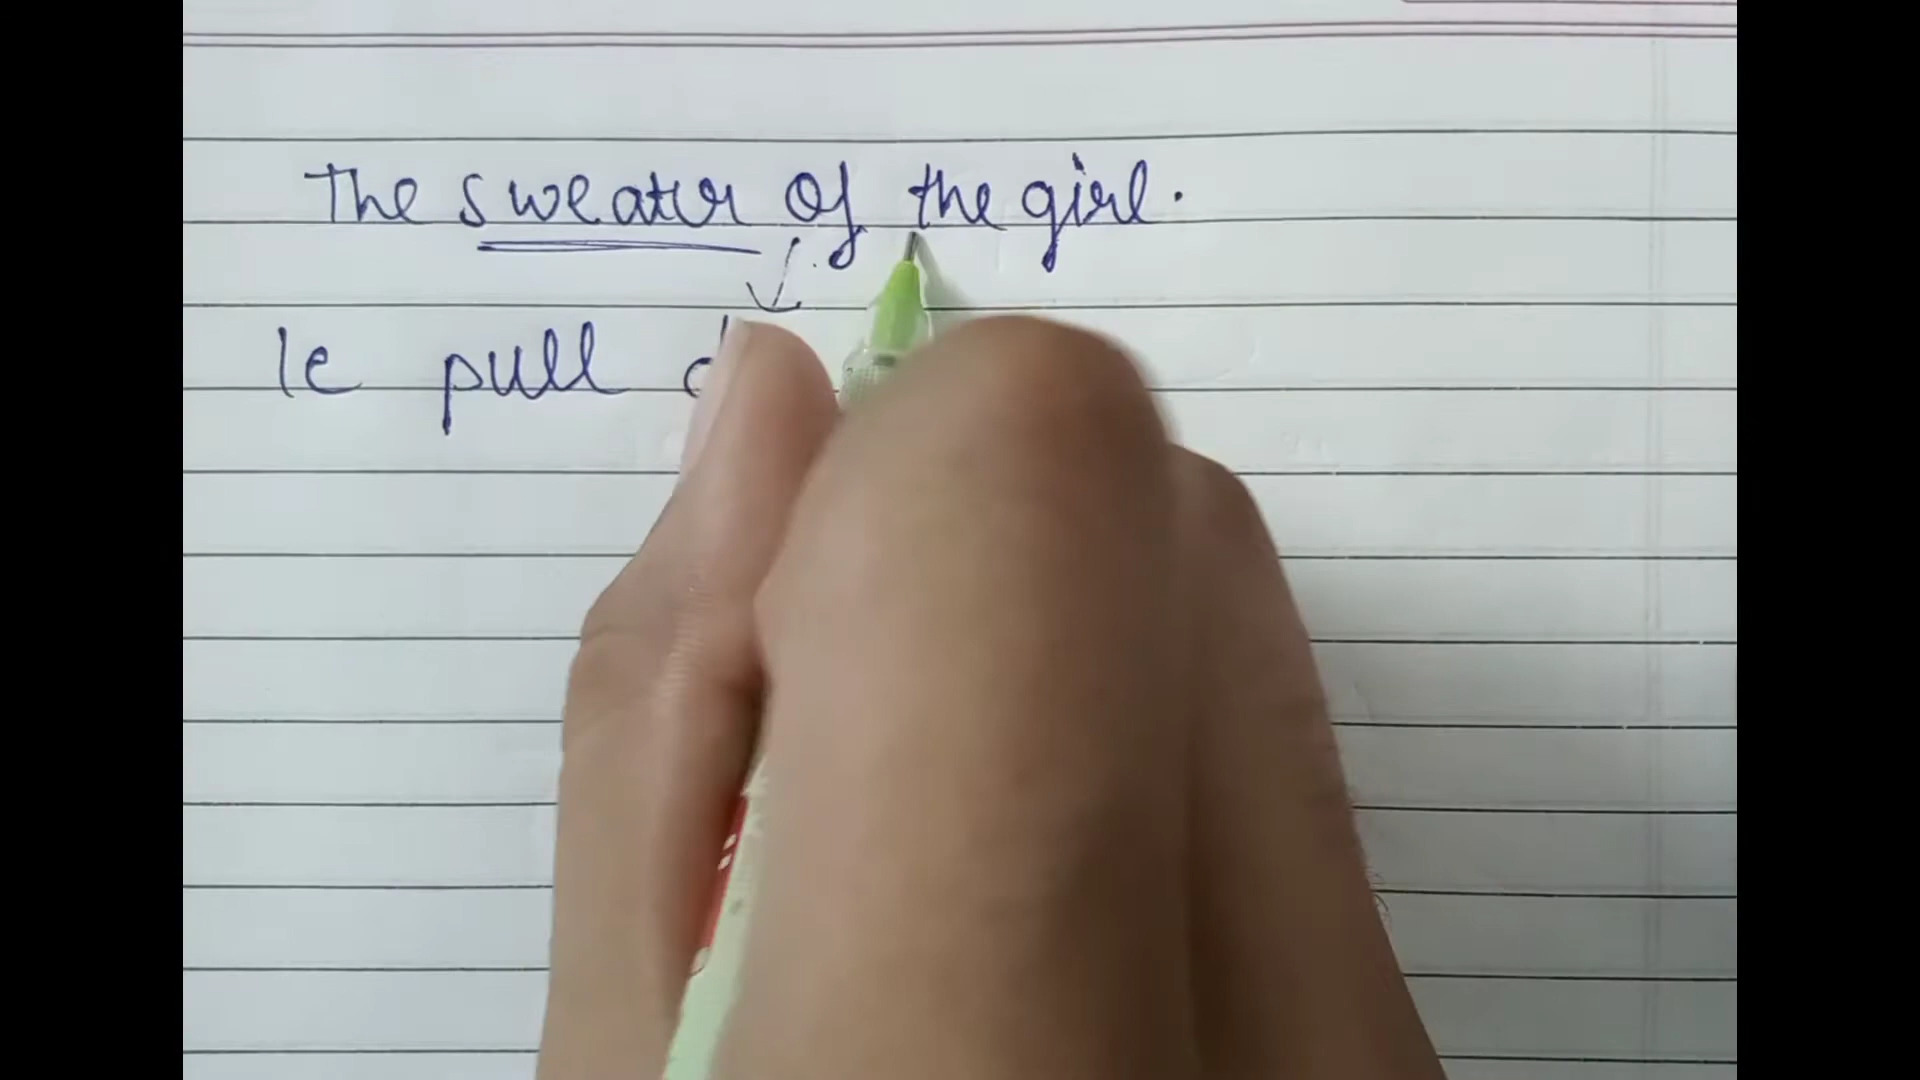 The sweater of the girl.
le pull